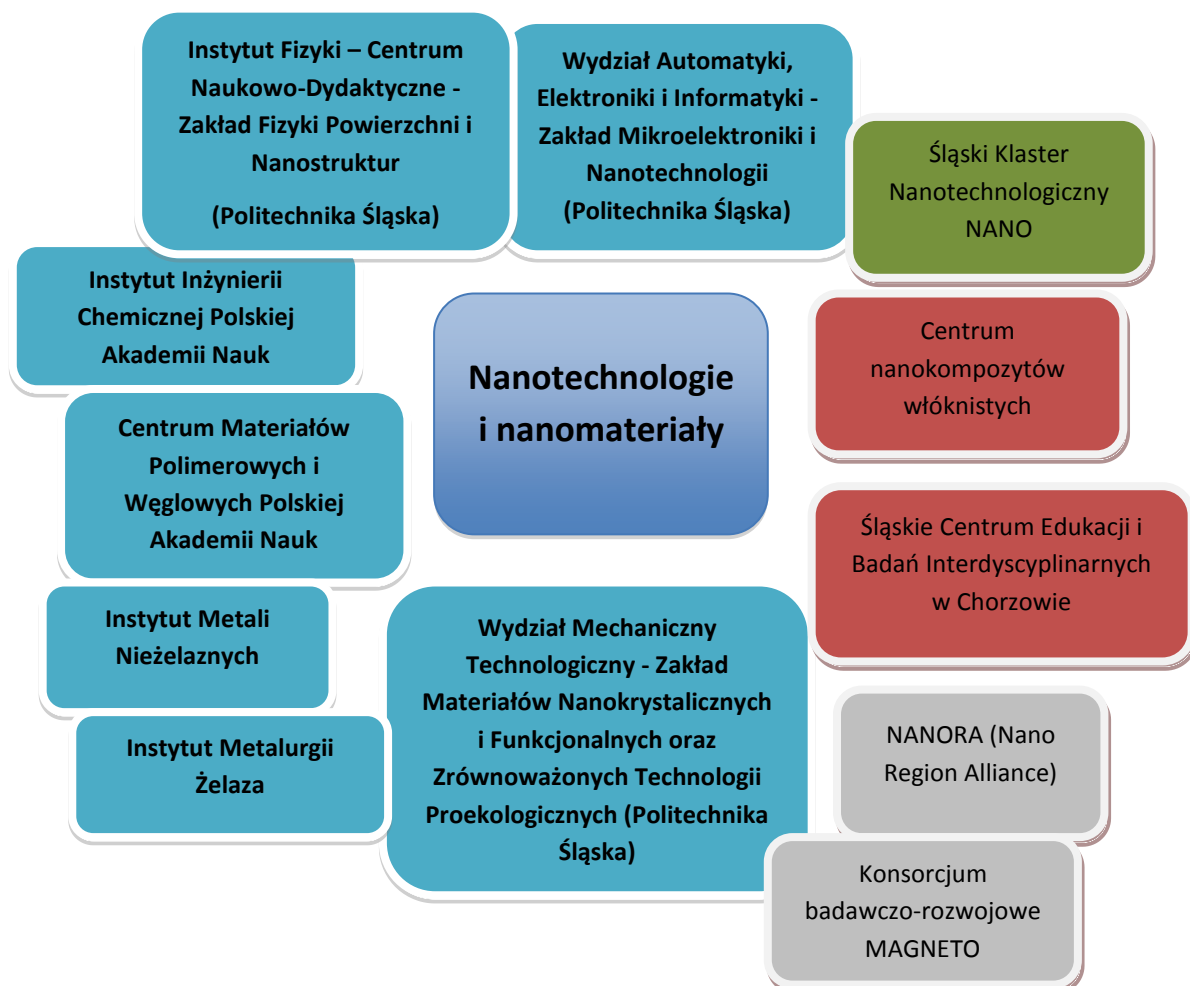 Instytut Fizyki – Centrum
Naukowo-Dydaktyczne -
Zakład Fizyki Powierzchni i
Nanostruktur
(Politechnika Śląska)
Wydział Automatyki,
Elektroniki i Informatyki -
Zakład Mikroelektroniki i
Nanotechnologii
(Politechnika Śląska)
Śląski Klaster
Nanotechnologiczny
NANO
Instytut Inżynierii
Chemicznej Polskiej
Akademii Nauk
Nanotechnologie
i nanomateriały
Centrum
nanokompozytów
włóknistych
Centrum Materiałów
Polimerowych i
Węglowych Polskiej
Akademii Nauk
Śląskie Centrum Edukacji i
Badań Interdyscyplinarnych
w Chorzowie
Instytut Metali
Nieżelaznych
Wydział Mechaniczny
Technologiczny - Zakład
Materiałów Nanokrystalicznych
i Funkcjonalnych oraz
Zrównoważonych Technologii
Proekologicznych (Politechnika
Śląska)
Instytut Metalurgii
Żelaza
NANORA (Nano
Region Alliance)
Konsorcjum
badawczo-rozwojowe
MAGNETO